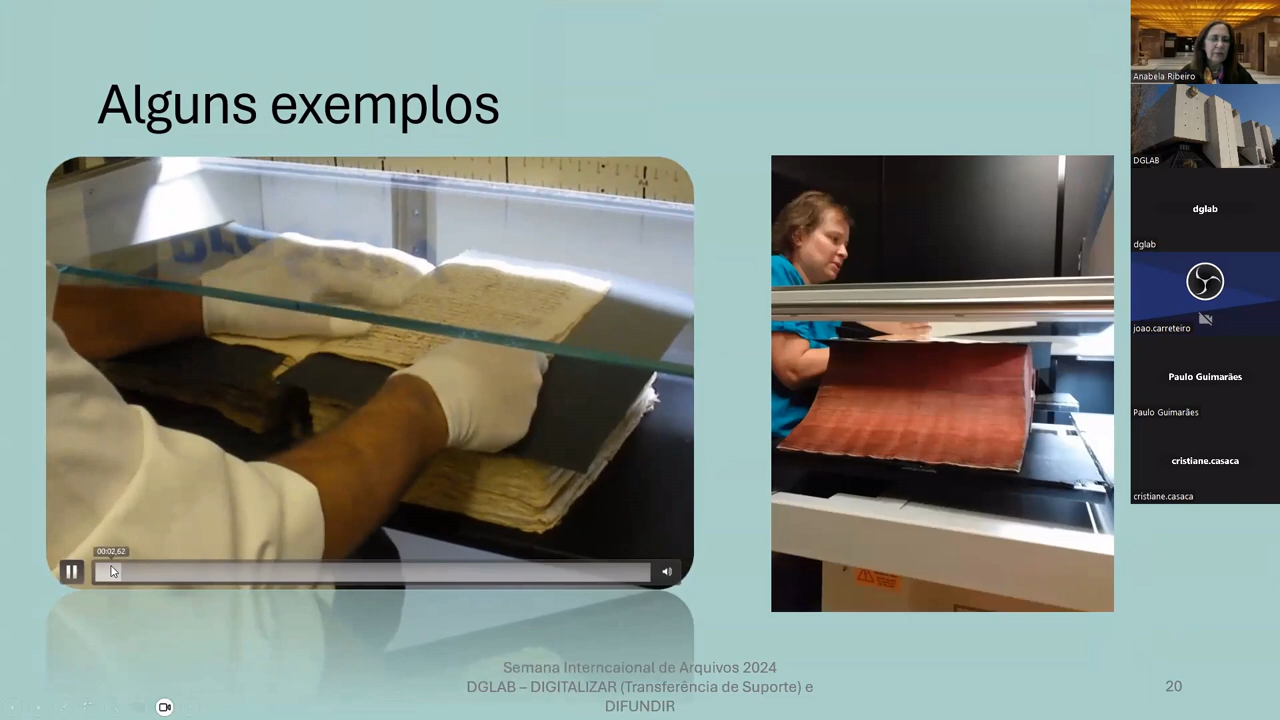 Alguns exemplos
00:02,62
Semana Interncaional de Arquivos 2024
DGLAB – DIGITALIZAR (Transferência de Suporte) e
DIFUNDIR
20
Anabela Ribeiro
DGLAB
dglab
dglab
joao.carreteiro
Paulo Guimarães
Paulo Guimarães
cristiane.casaca
cristiane.casaca